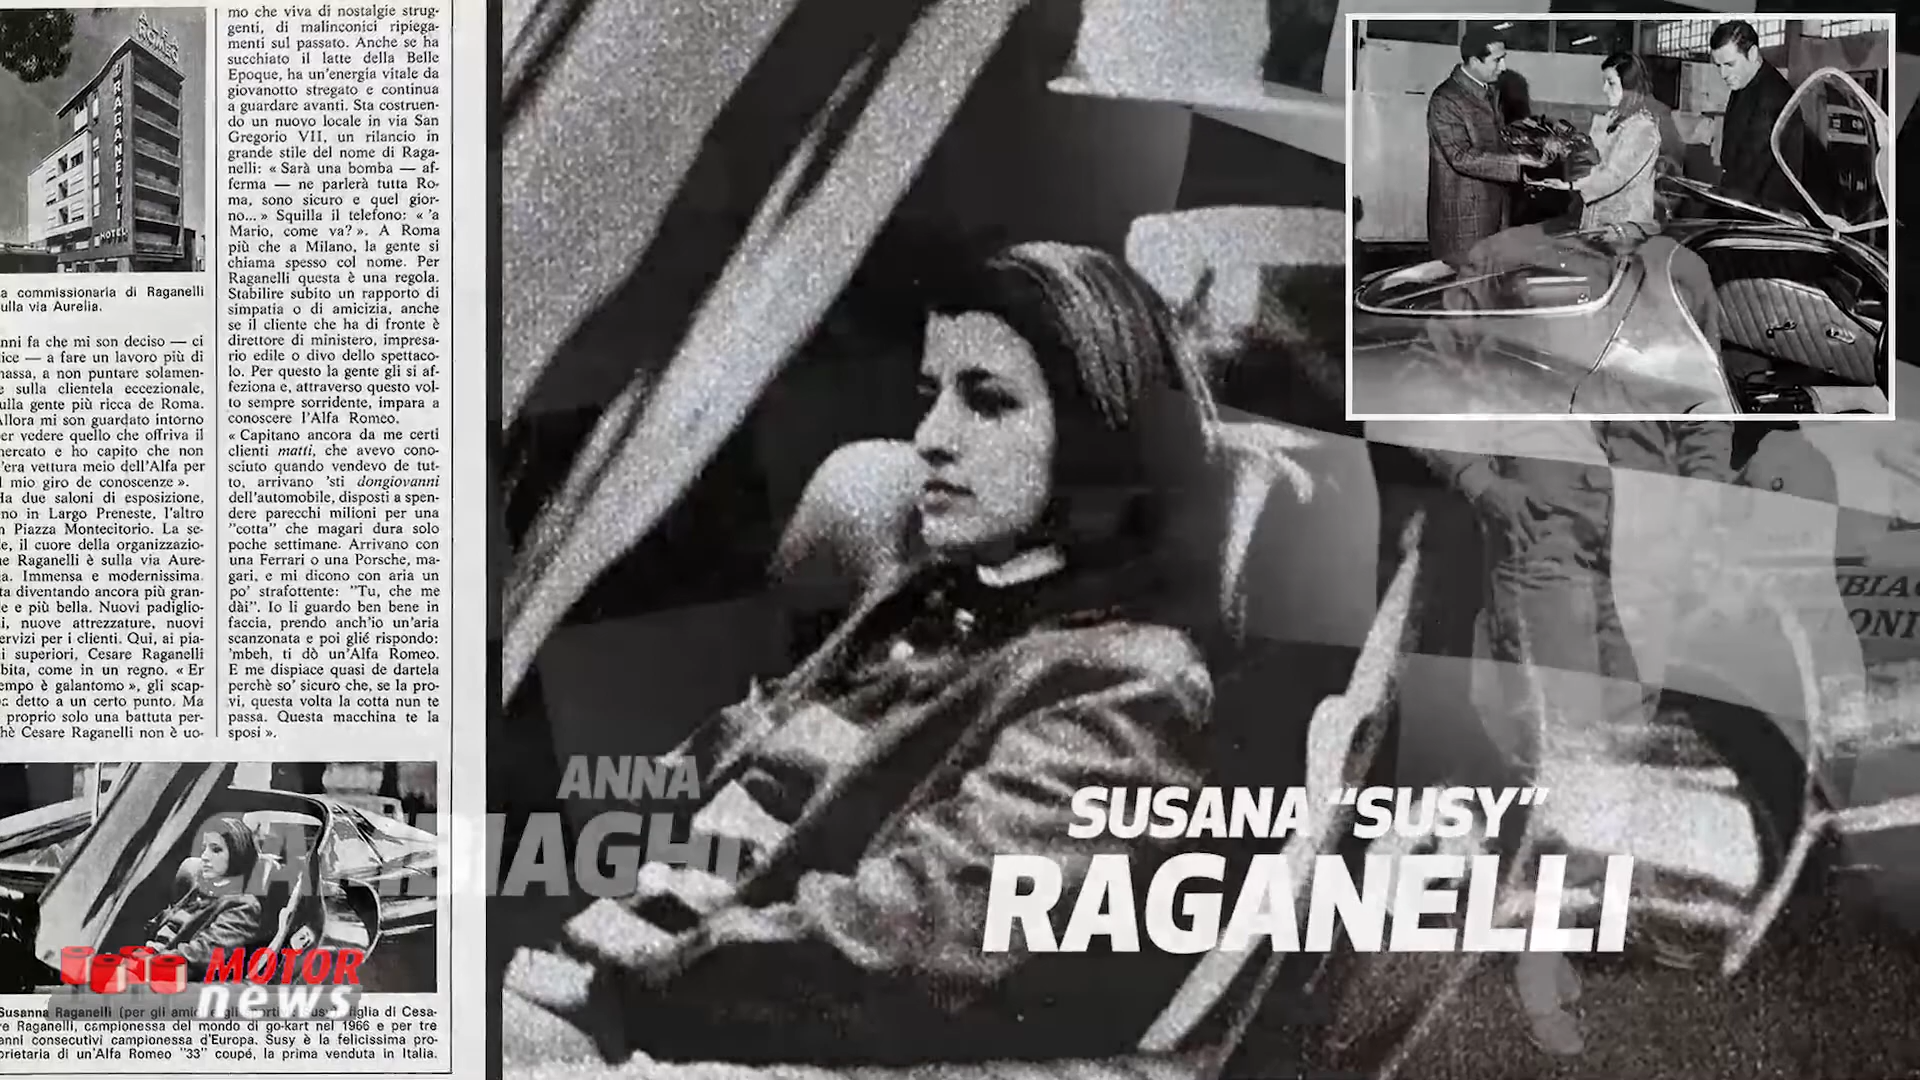 ROMEO
RAGANELLI
HOTEL
a commissionaria di Raganelli
ulla via Aurelia.
nni fa che mi son deciso — ci
ice — a fare un lavoro più di
massa, a non puntare solamen-
e sulla clientela eccezionale,
ulla gente più ricca de Roma.
Allora mi son guardato intorno
er vedere quello che offriva il
mercato e ho capito che non
'era vettura meio dell'Alfa per
l mio giro de conoscenze ».
Ha due saloni di esposizione,
no in Largo Preneste, l'altro
n Piazza Montecitorio. La se-
e, il cuore della organizzazio-
ne Raganelli è sulla via Aure-
a. Immensa e modernissima.
ta diventando ancora più gran-
e e più bella. Nuovi padiglio-
i, nuove attrezzature, nuovi
ervizi per i clienti. Qui, ai pia-
i superiori, Cesare Raganelli
bita, come in un regno. « Er
empo è galantomo », gli scap-
detto a un certo punto. Ma
proprio solo una battuta per-
hè Cesare Raganelli non è uo-
mo che viva di nostalgie strug-
genti, di malinconici ripiega-
menti sul passato. Anche se ha
succhiato il latte della Belle
Epoque, ha un'energia vitale da
giovanotto stregato e continua
a guardare avanti. Sta costruen-
do un nuovo locale in via San
Gregorio VII, un rilancio in
grande stile del nome di Raga-
nelli: « Sarà una bomba — af-
ferma — ne parlerà tutta Ro-
ma, sono sicuro e quel gior-
no... » Squilla il telefono: « 'a
Mario, come va? ». A Roma
più che a Milano, la gente si
chiama spesso col nome. Per
Raganelli questa è una regola.
Stabilire subito un rapporto di
simpatia o di amicizia, anche
se il cliente che ha di fronte è
direttore di ministero, impresa-
rio edile o divo dello spettaco-
lo. Per questo la gente gli si af-
feziona e, attraverso questo vol-
to sempre sorridente, impara a
conoscere l'Alfa Romeo.
« Capitano ancora da me certi
clienti matti, che avevo cono-
sciuto quando vendevo de tut-
to, arrivano 'sti dongiovanni
dell'automobile, disposti a spen-
dere parecchi milioni per una
"cotta" che magari dura solo
poche settimane. Arrivano con
una Ferrari o una Porsche, ma-
gari, e mi dicono con aria un
po' strafottente: "Tu, che me
dài". Io li guardo ben bene in
faccia, prendo anch'io un'aria
scanzonata e poi glié rispondo:
'mbeh, ti dò un'Alfa Romeo.
E me dispiace quasi de dartela
perchè so' sicuro che, se la pro-
vi, questa volta la cotta nun te
passa. Questa macchina te la
sposi ».
ANNA
CAMBIAGHI
SUSANA “SUSY”
RAGANELLI
MOTOR
news
Susanna Raganelli (per gli amici e gli sportivi Susy) figlia di Cesa-
re Raganelli, campionessa del mondo di go-kart nel 1966 e per tre
anni consecutivi campionessa d'Europa. Susy è la felicissima pro-
prietaria di un'Alfa Romeo "33" coupé, la prima venduta in Italia.